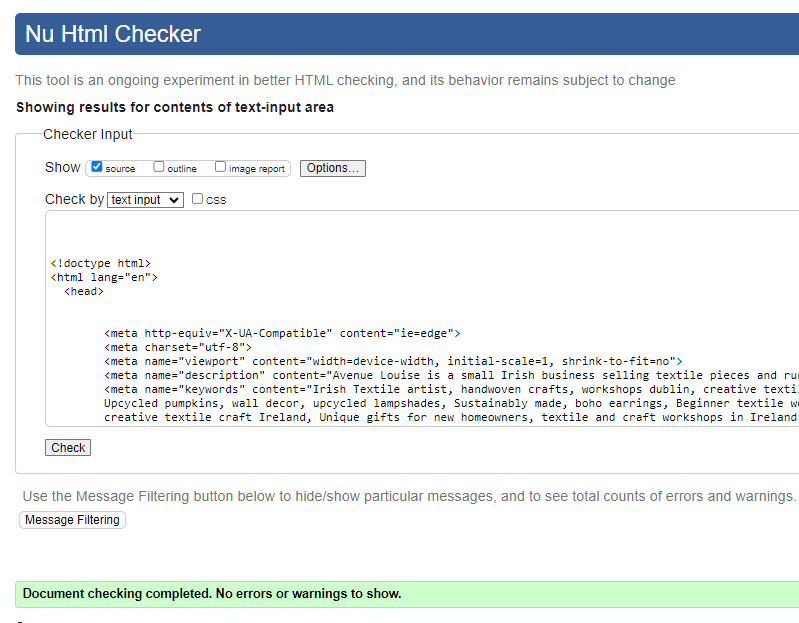 Nu Html Checker
This tool is an ongoing experiment in better HTML checking, and its behavior remains subject to change
Showing results for contents of text-input area
Checker Input
Show source outline image report Options...
Check by text input css
<!doctype html>
<html lang="en">
<head>
<meta http-equiv="X-UA-Compatible" content="ie=edge">
<meta charset="utf-8">
<meta name="viewport" content="width=device-width, initial-scale=1, shrink-to-fit=no">
<meta name="description" content="Avenue Louise is a small Irish business selling textile pieces and
<meta name="keywords" content="Irish Textile artist, handwoven crafts, workshops dublin, creative
Upcycled pumpkins, wall decor, upcycled lampshades, Sustainably made, boho earrings, Beginner textile
creative textile craft Ireland, Unique gifts for new homeowners, textile and craft workshops in Ireland
Check
Use the Message Filtering button below to hide/show particular messages, and to see total counts of errors and warnings.
Message Filtering
Document checking completed. No errors or warnings to show.